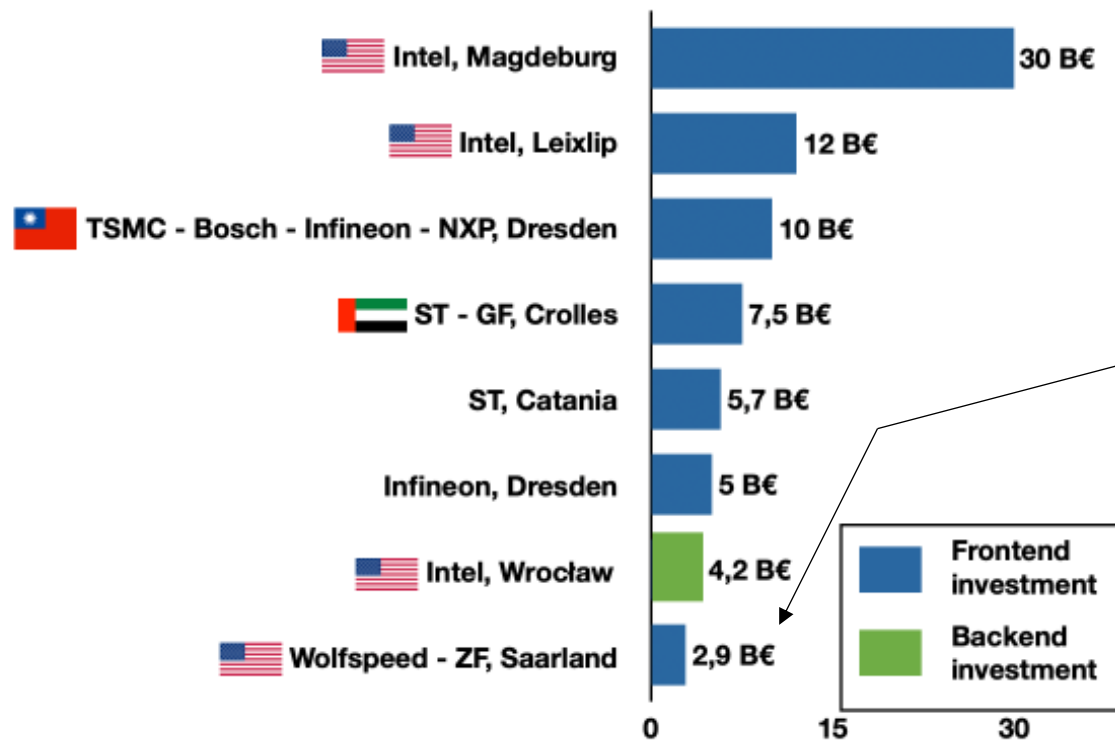 Intel, Magdeburg 30 B€
Intel, Leixlip 12 B€
TSMC - Bosch - Infineon - NXP, Dresden 10 B€
ST - GF, Crolles 7,5 B€
ST, Catania 5,7 B€
Infineon, Dresden 5 B€
Intel, Wrocław 4,2 B€
Wolfspeed - ZF, Saarland 2,9 B€
Frontend
investment
Backend
investment
0 15 30